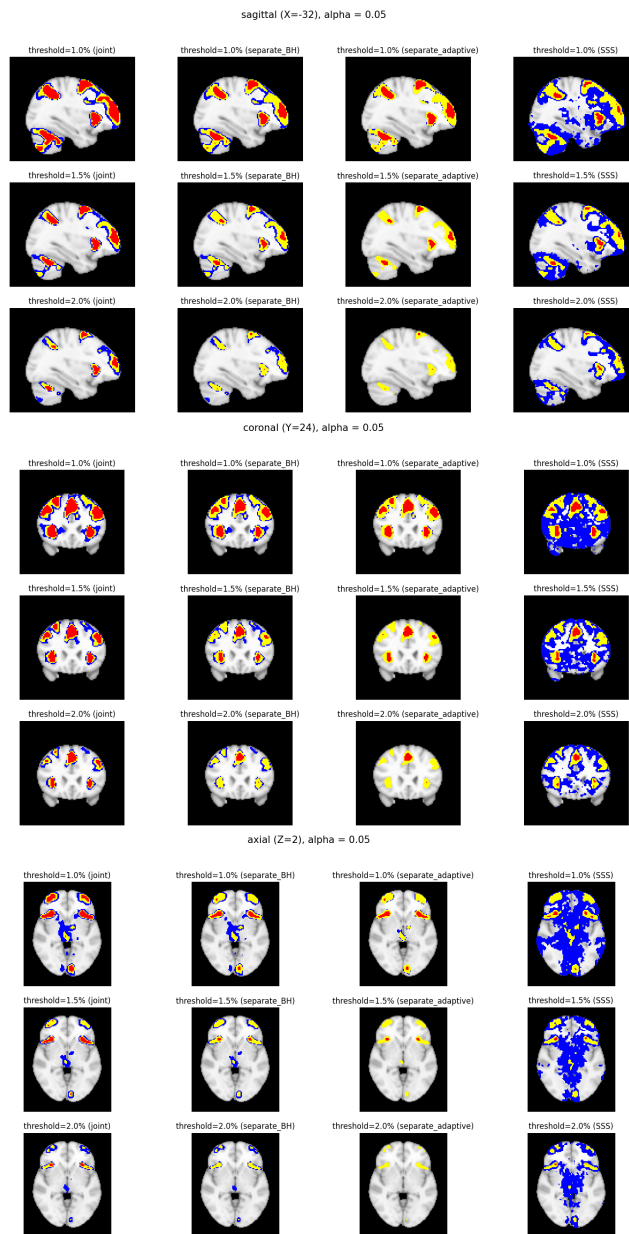 sagittal (X=-32), alpha = 0.05
threshold=1.0% (joint) threshold=1.0% (separate_BH) threshold=1.0% (separate_adaptive) threshold=1.0% (SSS)
threshold=1.5% (joint) threshold=1.5% (separate_BH) threshold=1.5% (separate_adaptive) threshold=1.5% (SSS)
threshold=2.0% (joint) threshold=2.0% (separate_BH) threshold=2.0% (separate_adaptive) threshold=2.0% (SSS)
coronal (Y=24), alpha = 0.05
threshold=1.0% (joint) threshold=1.0% (separate_BH) threshold=1.0% (separate_adaptive) threshold=1.0% (SSS)
threshold=1.5% (joint) threshold=1.5% (separate_BH) threshold=1.5% (separate_adaptive) threshold=1.5% (SSS)
threshold=2.0% (joint) threshold=2.0% (separate_BH) threshold=2.0% (separate_adaptive) threshold=2.0% (SSS)
axial (Z=2), alpha = 0.05
threshold=1.0% (joint) threshold=1.0% (separate_BH) threshold=1.0% (separate_adaptive) threshold=1.0% (SSS)
threshold=1.5% (joint) threshold=1.5% (separate_BH) threshold=1.5% (separate_adaptive) threshold=1.5% (SSS)
threshold=2.0% (joint) threshold=2.0% (separate_BH) threshold=2.0% (separate_adaptive) threshold=2.0% (SSS)